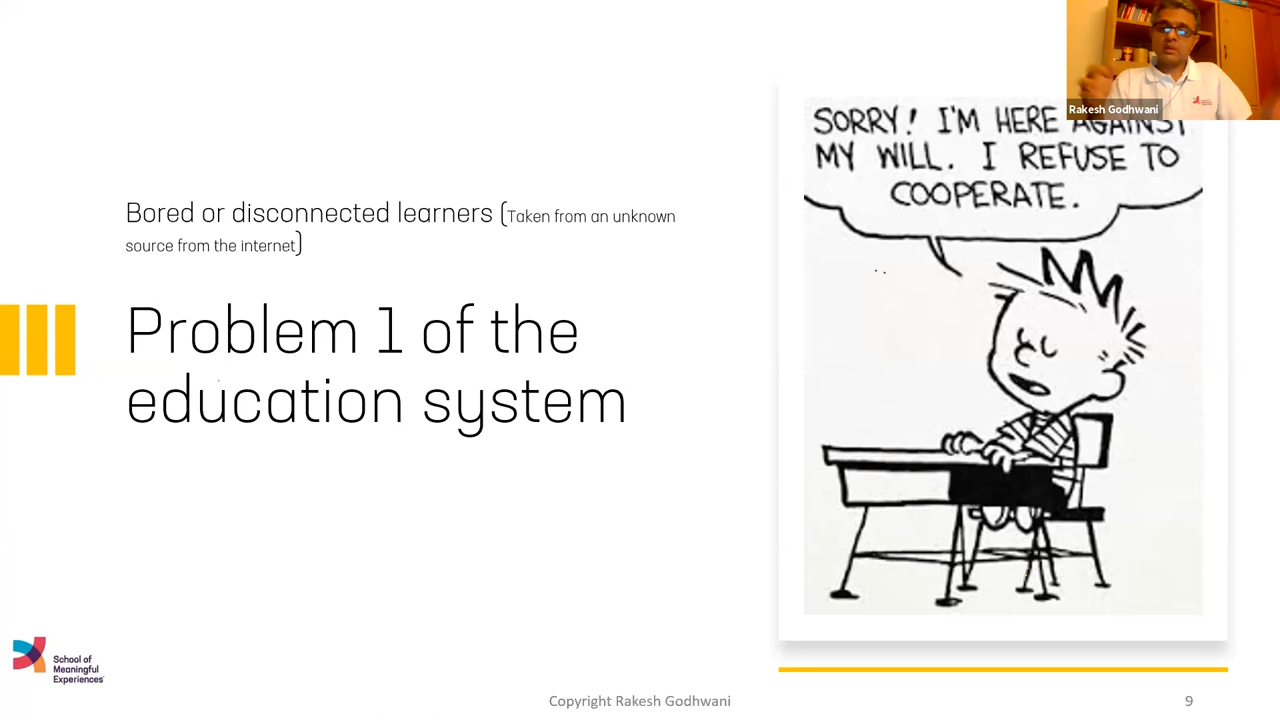 Bored or disconnected learners (Taken from an unknown
source from the internet)
Problem 1 of the
education system
SORRY! I'M HERE AGAINST
MY WILL. I REFUSE TO
COOPERATE.
Rakesh Godhwani
School of
Meaningful
Experiences
Copyright Rakesh Godhwani
9